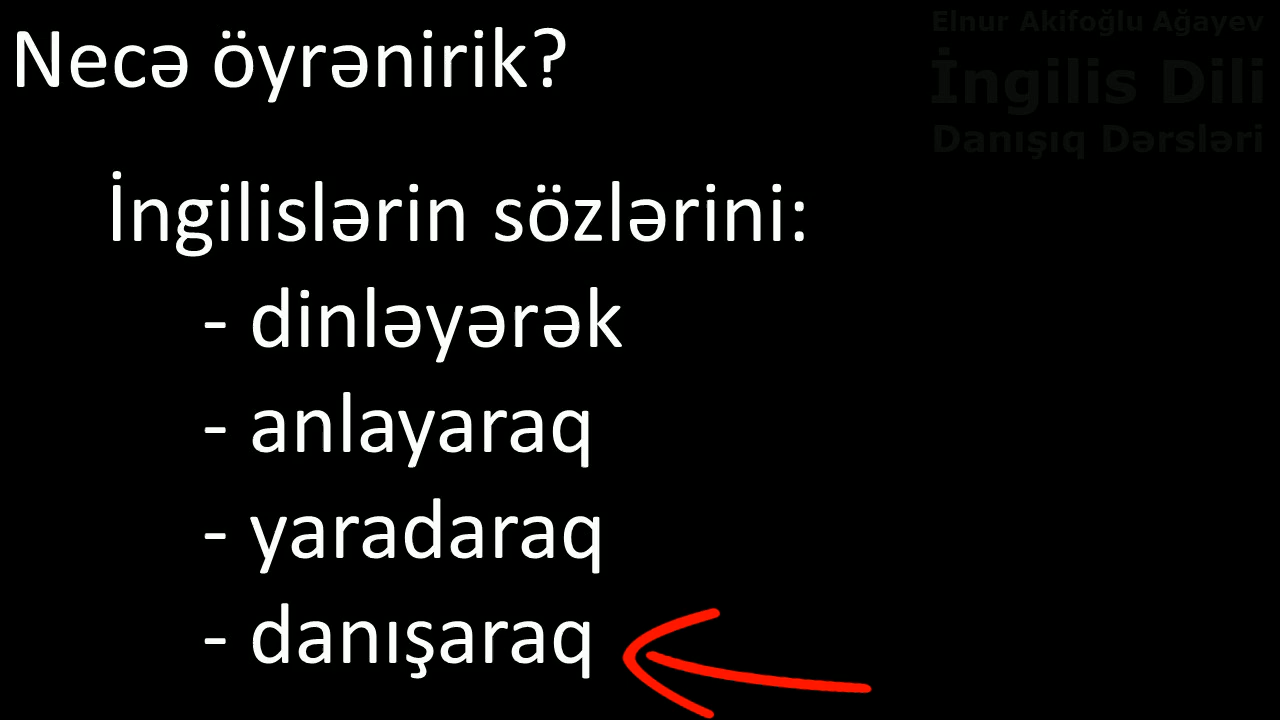 Necə öyrənirik?
Elnur Akifoğlu Ağayev
İngilis Dili
Danışıq Dərsləri
İngilislərin sözlərini:
- dinləyərək
- anlayaraq
- yaradaraq
- danışaraq